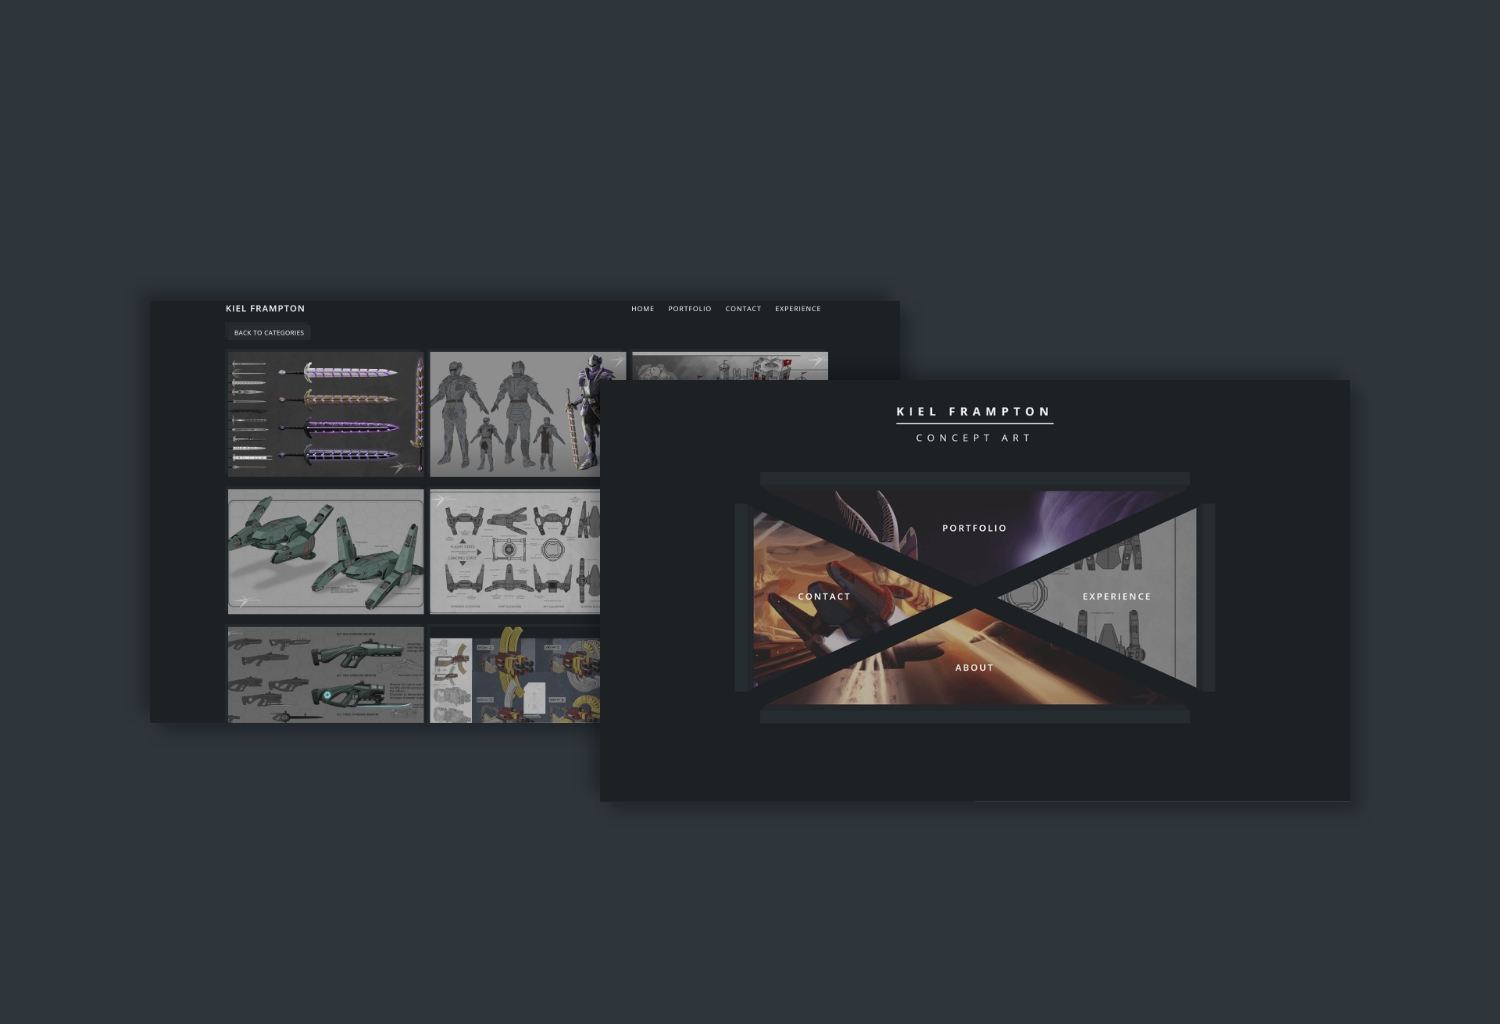 KIEL FRAMPTON
HOME PORTFOLIO CONTACT EXPERIENCE
BACK TO CATEGORIES
KIEL FRAMPTON
CONCEPT ART
PORTFOLIO
CONTACT
EXPERIENCE
ABOUT